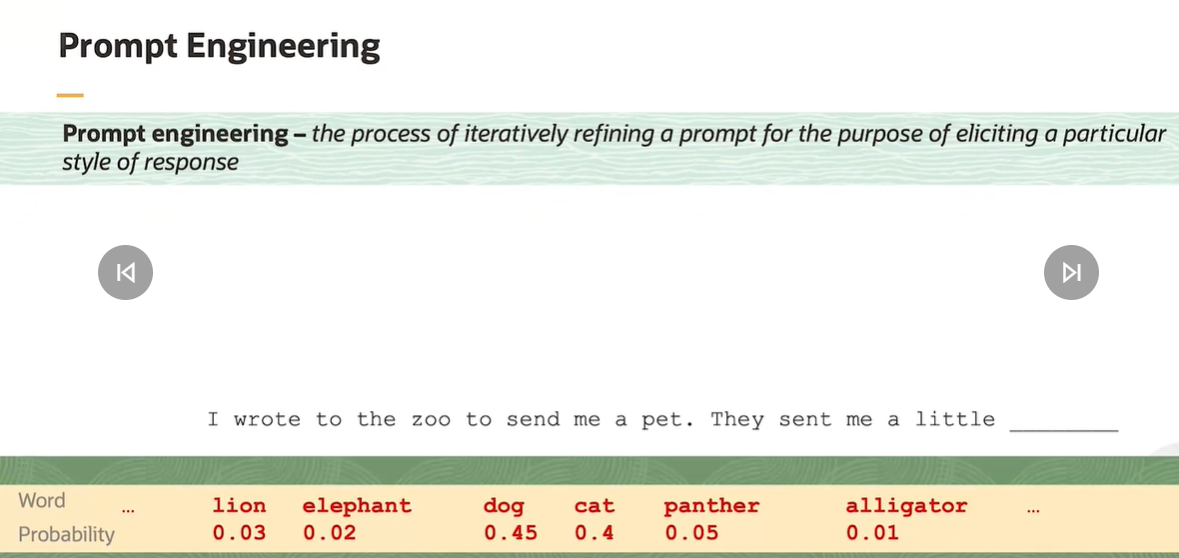 Prompt Engineering
Prompt engineering – the process of iteratively refining a prompt for the purpose of eliciting a particular
style of response
I wrote to the zoo to send me a pet. They sent me a little ________
Word ... lion elephant dog cat panther alligator ...
Probability 0.03 0.02 0.45 0.4 0.05 0.01